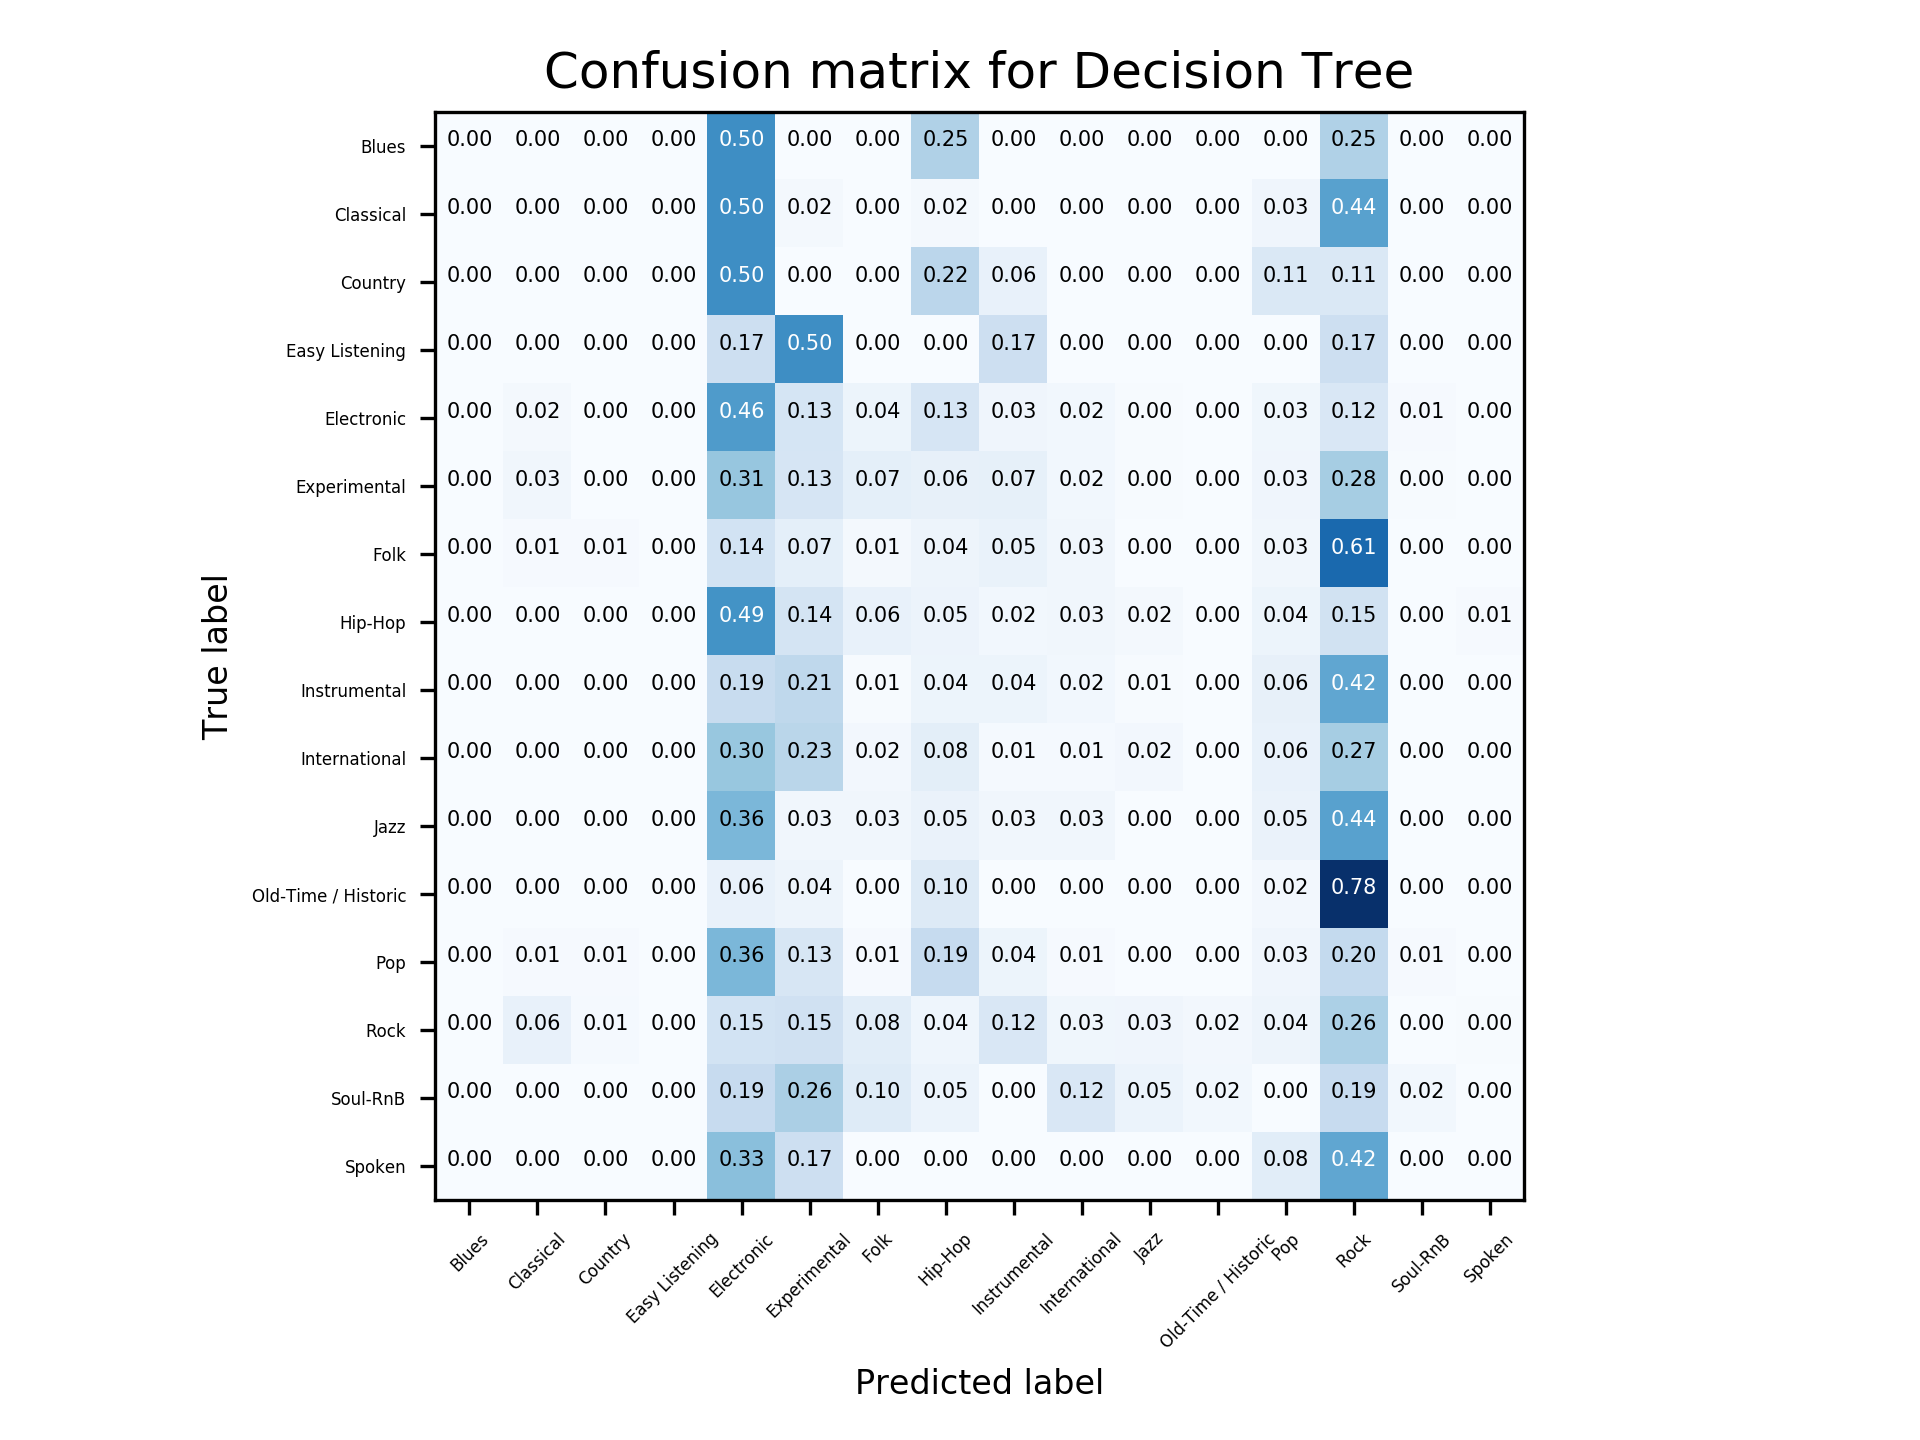 Confusion matrix for Decision Tree
Blues 0.00 0.00 0.00 0.00 0.50 0.00 0.00 0.25 0.00 0.00 0.00 0.00 0.00 0.25 0.00 0.00
Classical 0.00 0.00 0.00 0.00 0.50 0.02 0.00 0.02 0.00 0.00 0.00 0.00 0.03 0.44 0.00 0.00
Country 0.00 0.00 0.00 0.00 0.50 0.00 0.00 0.22 0.06 0.00 0.00 0.00 0.11 0.11 0.00 0.00
Easy Listening 0.00 0.00 0.00 0.00 0.17 0.50 0.00 0.00 0.17 0.00 0.00 0.00 0.00 0.17 0.00 0.00
Electronic 0.00 0.02 0.00 0.00 0.46 0.13 0.04 0.13 0.03 0.02 0.00 0.00 0.03 0.12 0.01 0.00
Experimental 0.00 0.03 0.00 0.00 0.31 0.13 0.07 0.06 0.07 0.02 0.00 0.00 0.03 0.28 0.00 0.00
Folk 0.00 0.01 0.01 0.00 0.14 0.07 0.01 0.04 0.05 0.03 0.00 0.00 0.03 0.61 0.00 0.00
Hip-Hop 0.00 0.00 0.00 0.00 0.49 0.14 0.06 0.05 0.02 0.03 0.02 0.00 0.04 0.15 0.00 0.01
Instrumental 0.00 0.00 0.00 0.00 0.19 0.21 0.01 0.04 0.04 0.02 0.01 0.00 0.06 0.42 0.00 0.00
International 0.00 0.00 0.00 0.00 0.30 0.23 0.02 0.08 0.01 0.01 0.02 0.00 0.06 0.27 0.00 0.00
Jazz 0.00 0.00 0.00 0.00 0.36 0.03 0.03 0.05 0.03 0.03 0.00 0.00 0.05 0.44 0.00 0.00
Old-Time / Historic 0.00 0.00 0.00 0.00 0.06 0.04 0.00 0.10 0.00 0.00 0.00 0.00 0.02 0.78 0.00 0.00
Pop 0.00 0.01 0.01 0.00 0.36 0.13 0.01 0.19 0.04 0.01 0.00 0.00 0.03 0.20 0.01 0.00
Rock 0.00 0.06 0.01 0.00 0.15 0.15 0.08 0.04 0.12 0.03 0.03 0.02 0.04 0.26 0.00 0.00
Soul-RnB 0.00 0.00 0.00 0.00 0.19 0.26 0.10 0.05 0.00 0.12 0.05 0.02 0.00 0.19 0.02 0.00
Spoken 0.00 0.00 0.00 0.00 0.33 0.17 0.00 0.00 0.00 0.00 0.00 0.00 0.08 0.42 0.00 0.00
True label
Blues Classical Country Easy Listening Electronic Experimental Folk Hip-Hop Instrumental International Jazz Old-Time / Historic Pop Rock Soul-RnB Spoken
Predicted label